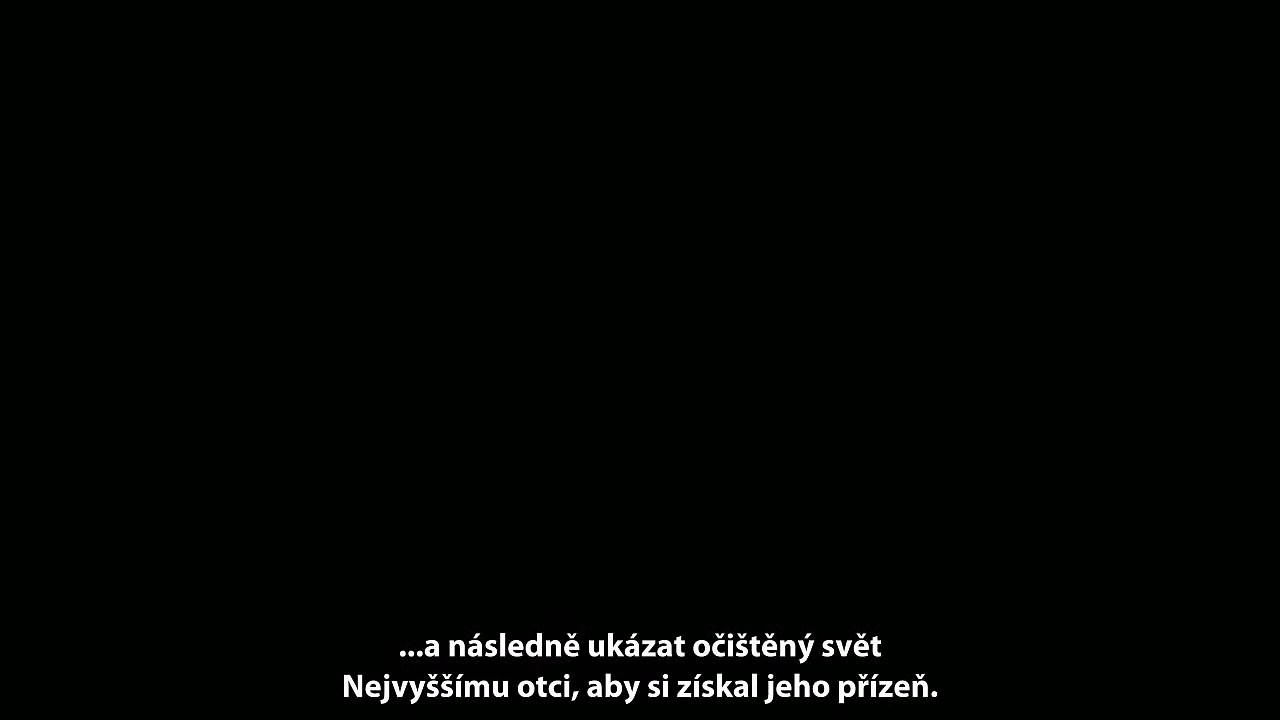 ...a následně ukázat očištěný svět
Nejvyššímu otci, aby si získal jeho přízeň.